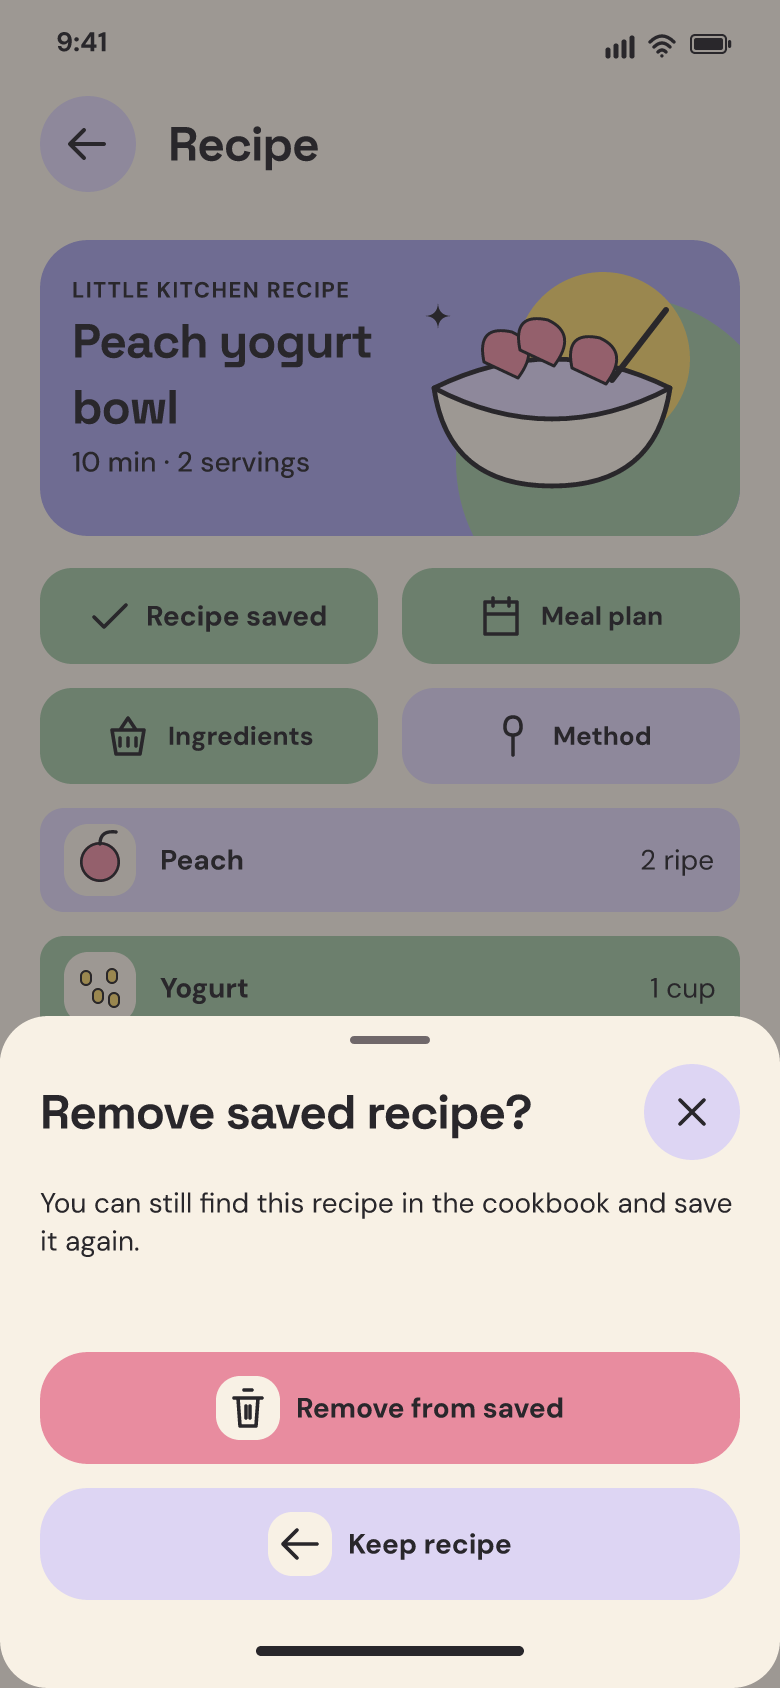 9:41
Recipe
LITTLE KITCHEN RECIPE
Peach yogurt
bowl
10 min · 2 servings
Recipe saved
Meal plan
Ingredients
Method
Peach
2 ripe
Yogurt
1 cup
Remove saved recipe?
You can still find this recipe in the cookbook and save
it again.
Remove from saved
Keep recipe